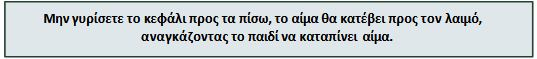 Μην γυρίσετε το κεφάλι προς τα πίσω, το αίμα θα κατέβει προς τον λαιμό,
αναγκάζοντας το παιδί να καταπίνει αίμα.